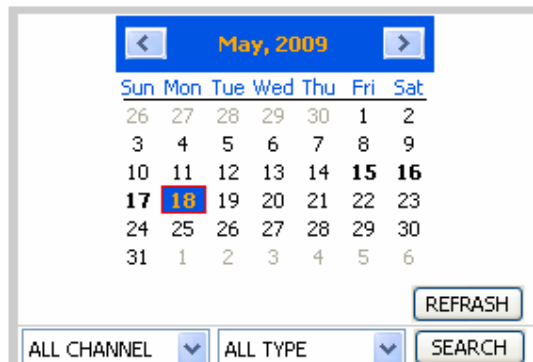 May, 2009
Sun Mon Tue Wed Thu Fri Sat
26 27 28 29 30 1 2
3 4 5 6 7 8 9
10 11 12 13 14 15 16
17 18 19 20 21 22 23
24 25 26 27 28 29 30
31 1 2 3 4 5 6
REFRASH
ALL CHANNEL ALL TYPE SEARCH